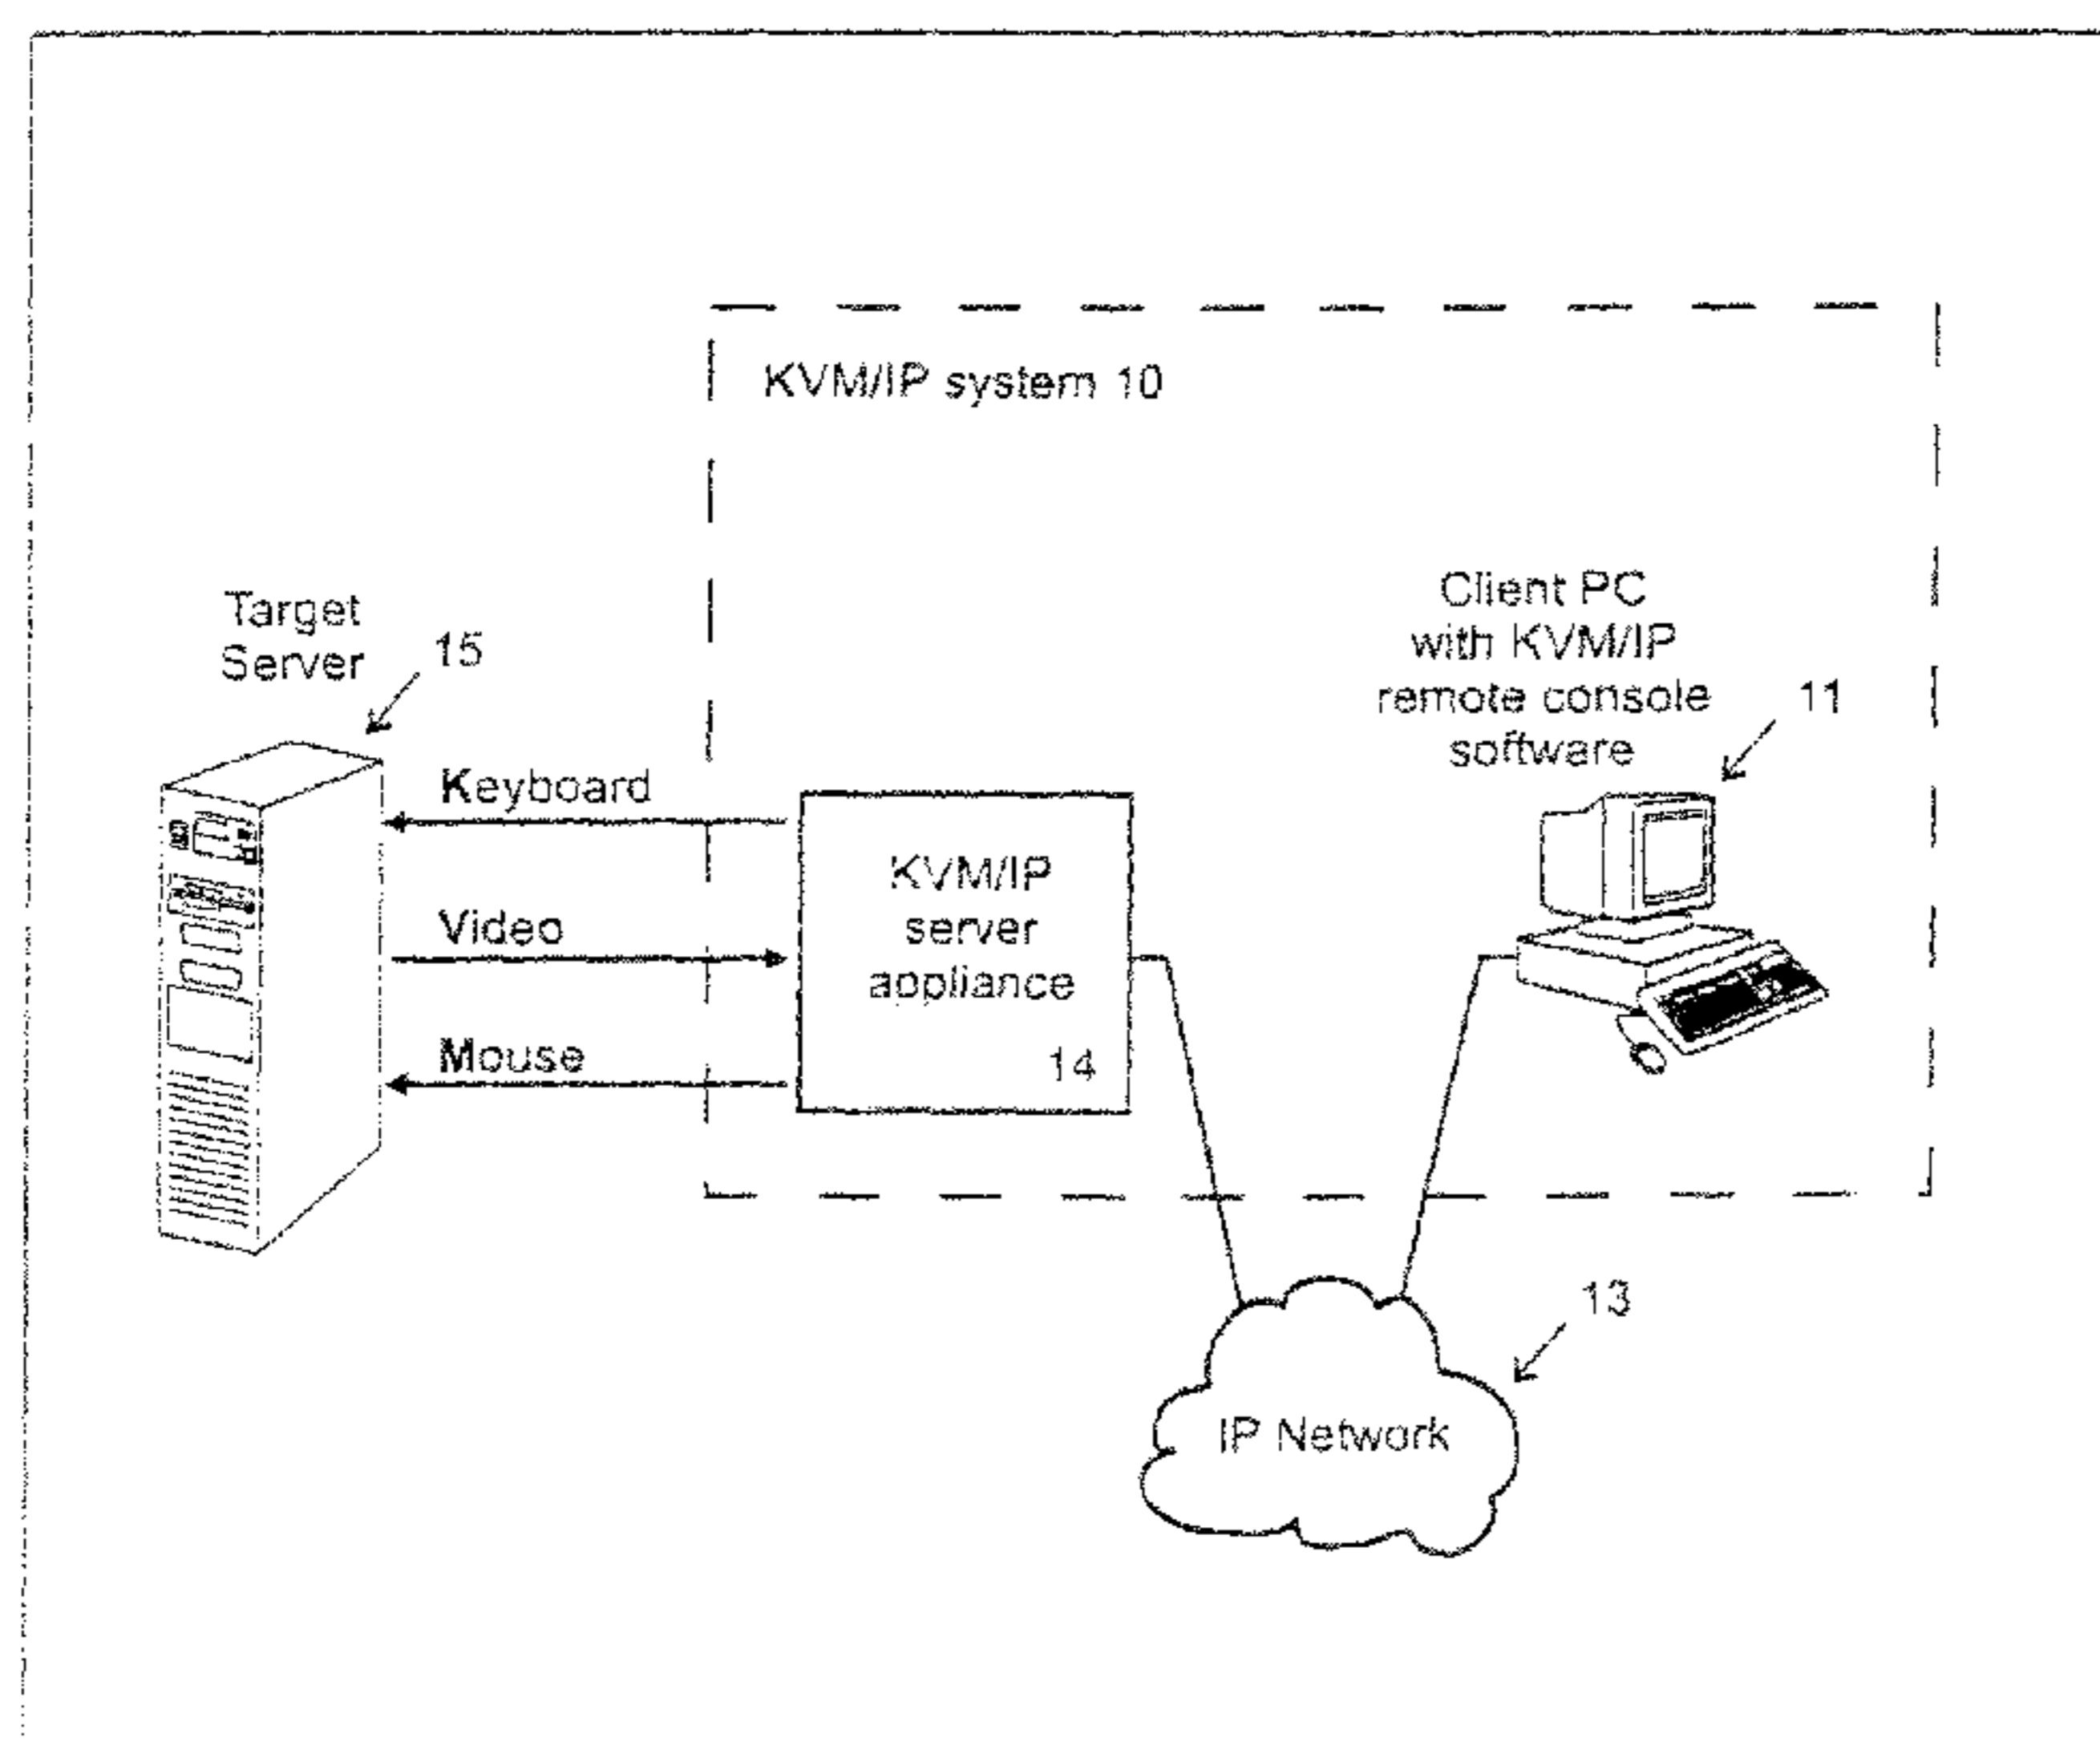 KVM/IP system 10
Target
Server
15
Client PC
with KVM/IP
remote console
software
11
Keyboard
Video
Mouse
KVM/IP
server
appliance
14
13
IP Network